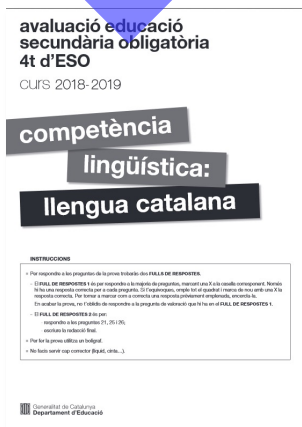 avaluació educació
secundària obligatòria
4t d'ESO
curs 2018-2019
competència
lingüística:
llengua catalana
INSTRUCCIONS
Per respondre a les preguntes de la prova trobaràs dos FULLS DE RESPOSTES.
- El FULL DE RESPOSTES 1 és per respondre a la majoria de preguntes, marcant una X a la casella corresponent. Només
hi ha una resposta correcta per a cada pregunta. Si t'equivoques, omple tot el quadrat i marca de nou amb una X la
resposta correcta. Per tornar a marcar com a correcta una resposta prèviament emplenada, encercla-la.
En acabar la prova, no t'oblidis de respondre a la pregunta de valoració que hi ha en el FULL DE RESPOSTES 1.
- El FULL DE RESPOSTES 2 és per:
· respondre a les preguntes 21, 25 i 26,
· escriure la redacció final.
Per fer la prova utilitza un bolígraf.
No facis servir cap corrector (líquid, cinta...).
Generalitat de Catalunya
Departament d'Educació